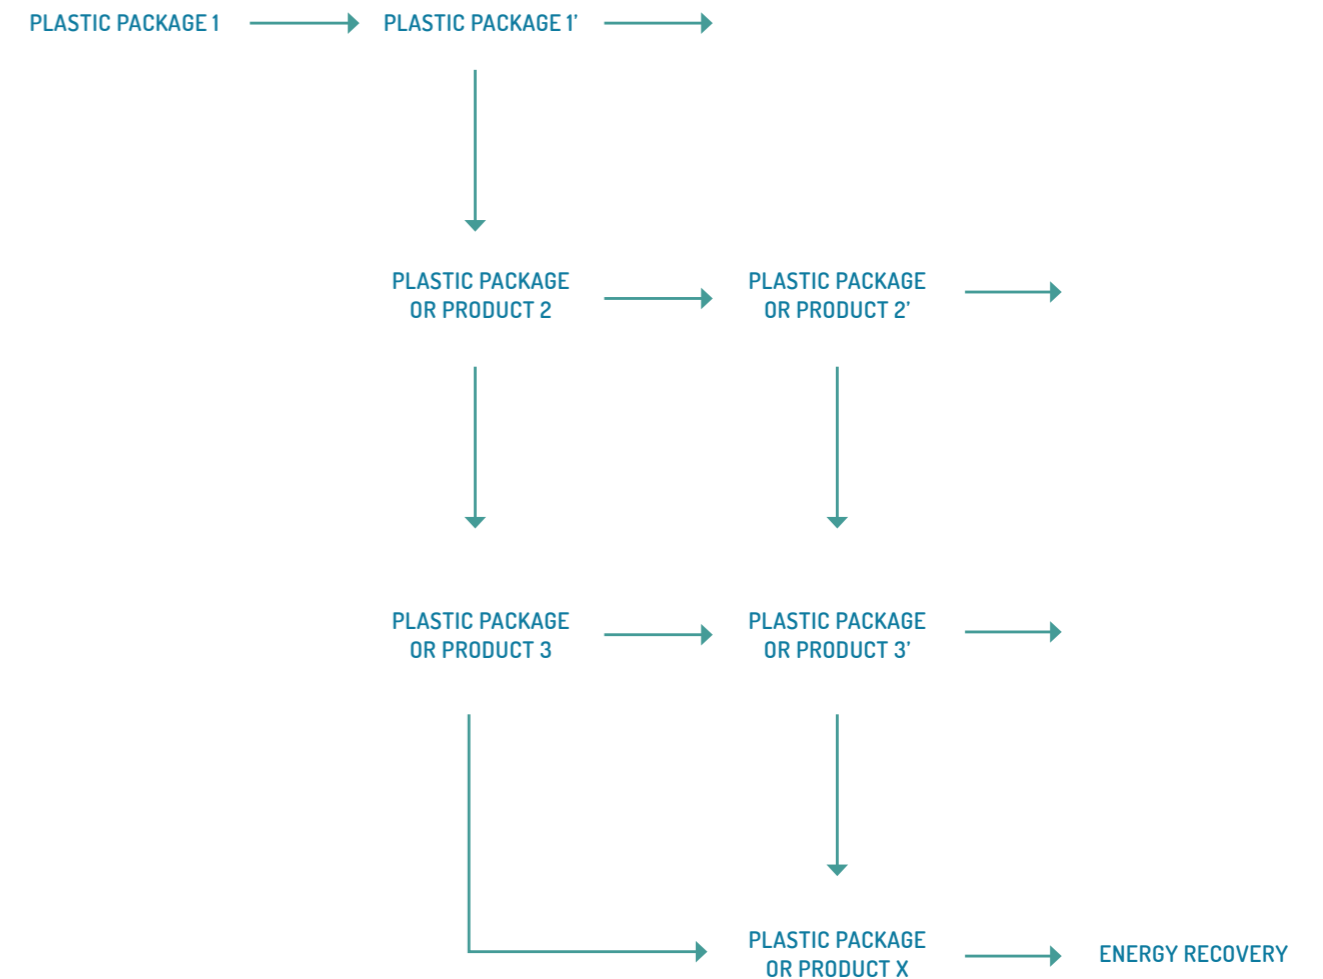 PLASTIC PACKAGE 1
PLASTIC PACKAGE 1’
PLASTIC PACKAGE
OR PRODUCT 2
PLASTIC PACKAGE
OR PRODUCT 2’
PLASTIC PACKAGE
OR PRODUCT 3
PLASTIC PACKAGE
OR PRODUCT 3’
PLASTIC PACKAGE
OR PRODUCT X
ENERGY RECOVERY